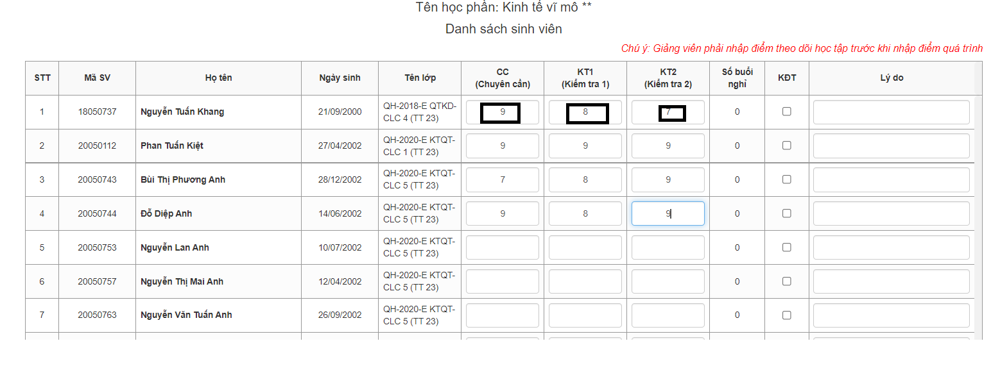 Tên học phần: Kinh tế vĩ mô **
Danh sách sinh viên
Chú ý: Giảng viên phải nhập điểm theo dõi học tập trước khi nhập điểm quá trình
STT Mã SV Họ tên Ngày sinh Tên lớp CC (Chuyên cần) KT1 (Kiểm tra 1) KT2 (Kiểm tra 2) Số buổi nghỉ KĐT Lý do
1 18050737 Nguyễn Tuấn Khang 21/09/2000 QH-2018-E QTKD-CLC 4 (TT 23) 9 8 7 0
2 20050112 Phan Tuấn Kiệt 27/04/2002 QH-2020-E KTQT-CLC 1 (TT 23) 9 9 9 0
3 20050743 Bùi Thị Phương Anh 28/12/2002 QH-2020-E KTQT-CLC 5 (TT 23) 7 8 9 0
4 20050744 Đỗ Diệp Anh 14/06/2002 QH-2020-E KTQT-CLC 5 (TT 23) 9 8 9 0
5 20050753 Nguyễn Lan Anh 10/07/2002 QH-2020-E KTQT-CLC 5 (TT 23) 0
6 20050757 Nguyễn Thị Mai Anh 12/04/2002 QH-2020-E KTQT-CLC 5 (TT 23) 0
7 20050763 Nguyễn Văn Tuấn Anh 26/09/2002 QH-2020-E KTQT-CLC 5 (TT 23) 0